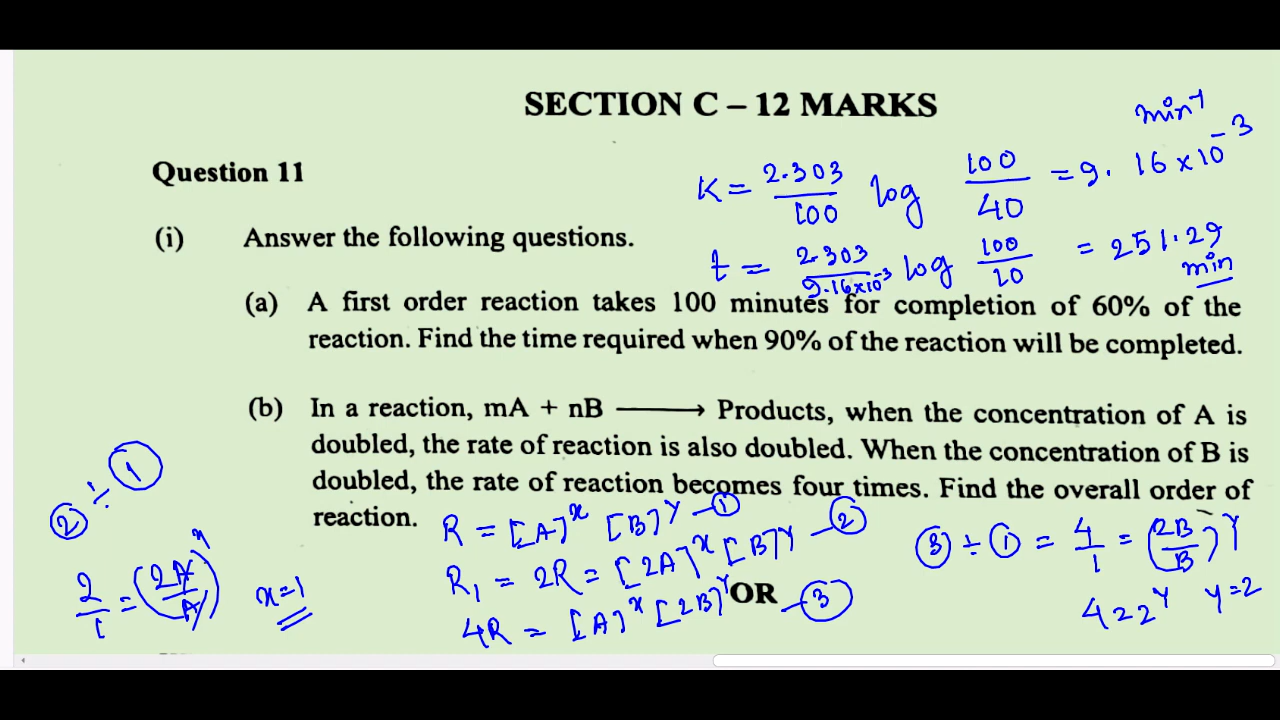 SECTION C – 12 MARKS
min⁻¹
Question 11
K = 2.303/100 log 100/40 = 9.16×10⁻³
(i) Answer the following questions.
t = 2.303/9.16×10⁻³ log 100/10 = 251.29 min
(a) A first order reaction takes 100 minutes for completion of 60% of the
reaction. Find the time required when 90% of the reaction will be completed.
(b) In a reaction, mA + nB ⟶ Products, when the concentration of A is
doubled, the rate of reaction is also doubled. When the concentration of B is
doubled, the rate of reaction becomes four times. Find the overall order of
reaction.
② ÷ ①
2/1 = (2A/A)ˣ x=1
R = [A]ˣ [B]ʸ –①
R₁ = 2R = [2A]ˣ [B]ʸ –②
4R = [A]ˣ [2B]ʸ –③
OR
③ ÷ ① = 4/1 = (2B/B)ʸ
4=2ʸ y=2